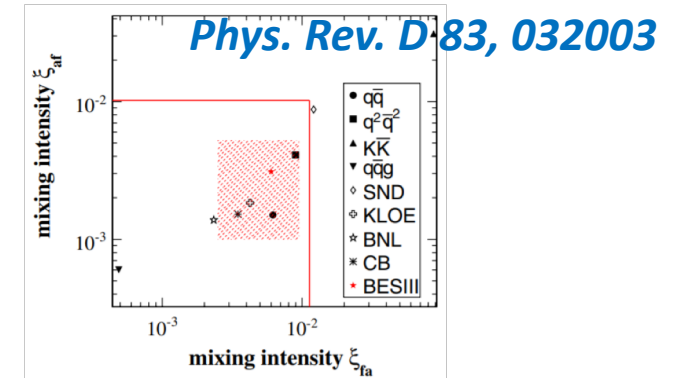 Phys. Rev. D 83, 032003
mixing intensity ξaf
10⁻²
10⁻³
qq̅
q²q̅²
KK̅
qq̅g
SND
KLOE
BNL
CB
BESIII
10⁻³ 10⁻²
mixing intensity ξfa